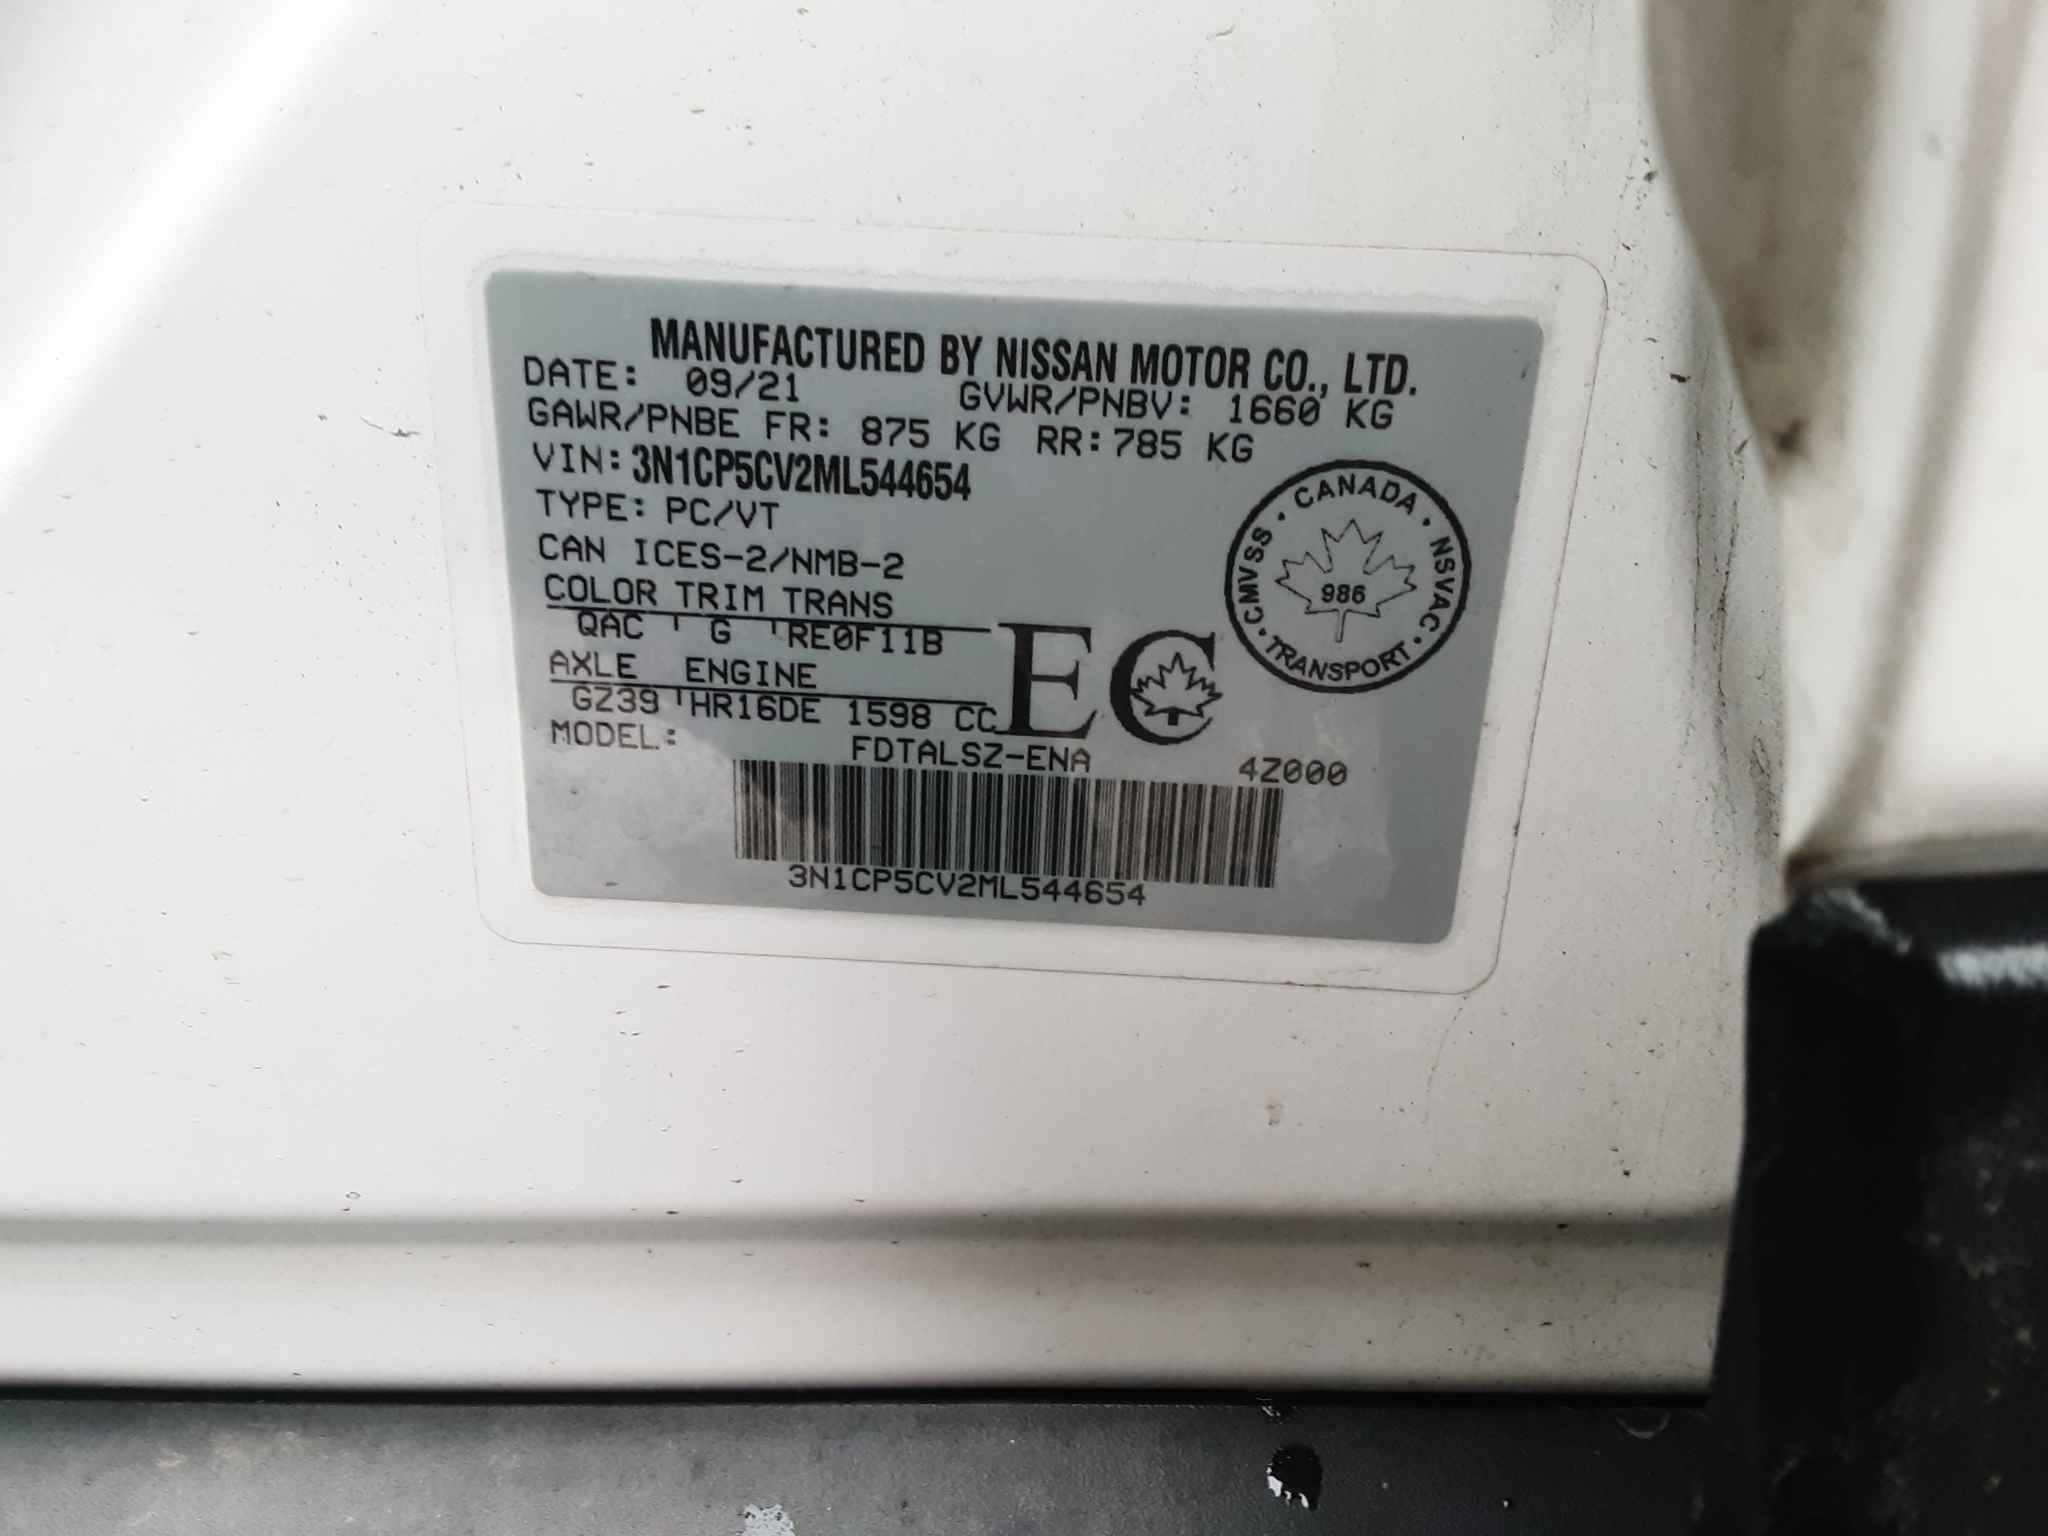 MANUFACTURED BY NISSAN MOTOR CO., LTD.
DATE: 09/21 GVWR/PNBV: 1660 KG
GAWR/PNBE FR: 875 KG RR: 785 KG
VIN: 3N1CP5CV2ML544654
TYPE: PC/VT
CAN ICES-2/NMB-2
COLOR TRIM TRANS
QAC G RE0F11B
AXLE ENGINE
GZ39 HR16DE 1598 CC
EC
CANADA · NSVAC · TRANSPORT · CMVSS ·
986
MODEL: FDTALSZ-ENA 4Z000
3N1CP5CV2ML544654